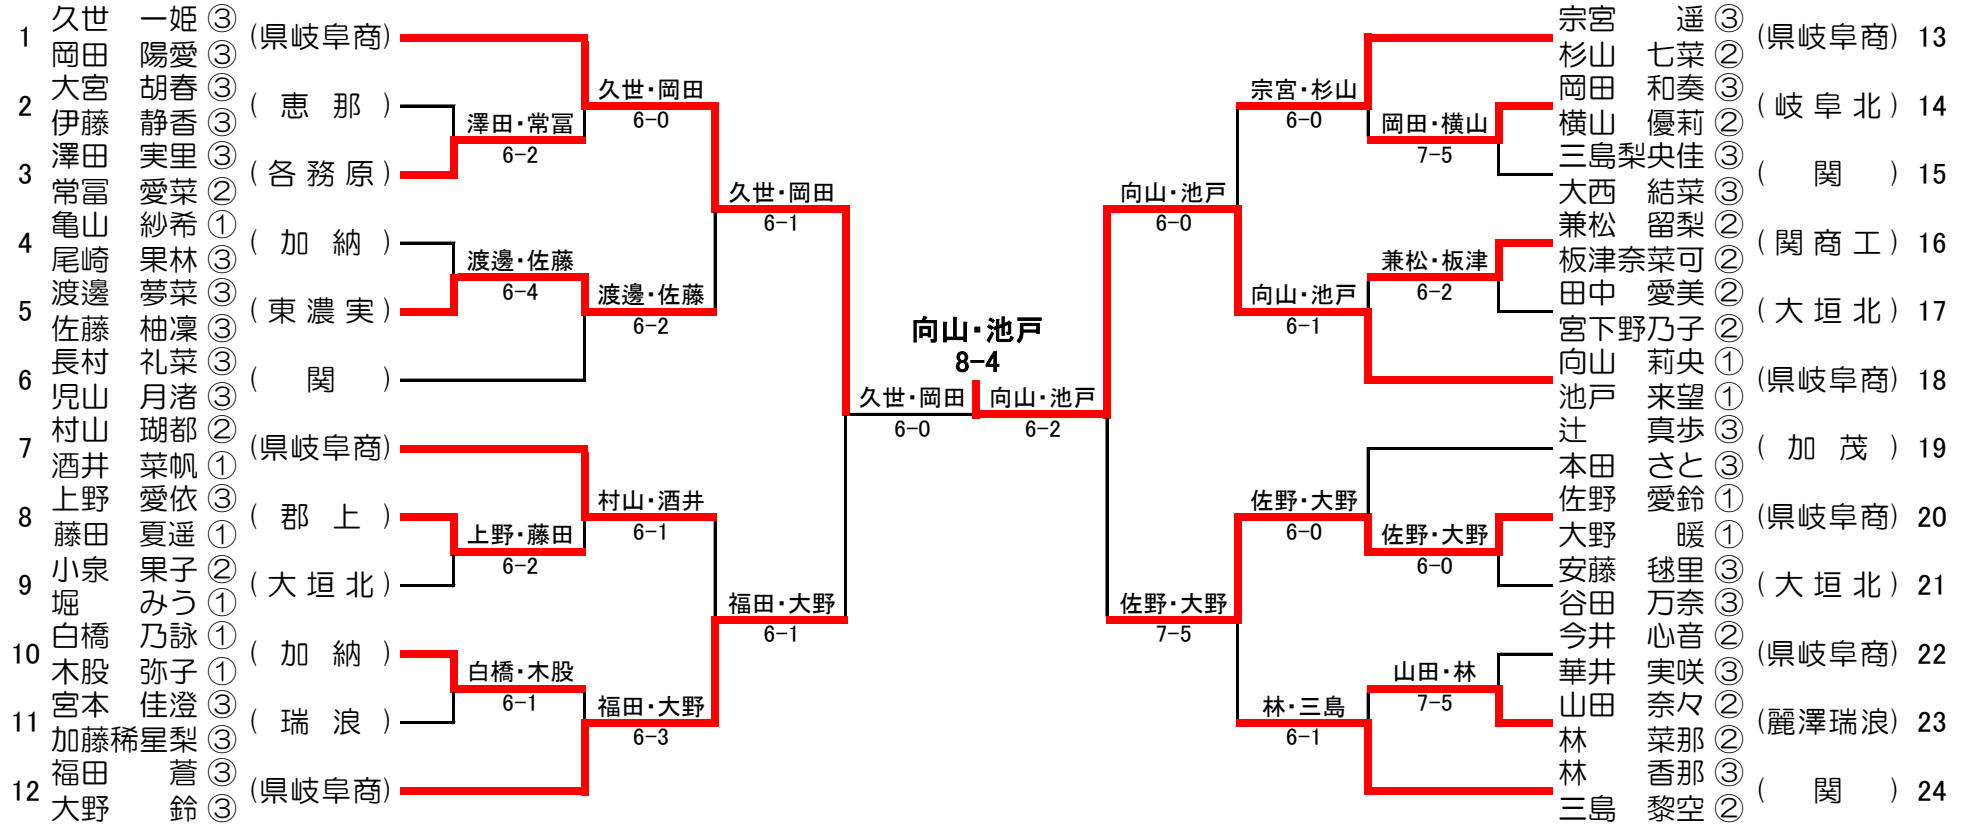 1 久世 一姫 ③ (県岐阜商)
岡田 陽愛 ③
2 大宮 胡春 ③ ( 恵 那 )
伊藤 静香 ③
3 澤田 実里 ③ ( 各 務 原 )
常冨 愛菜 ②
4 亀山 紗希 ① ( 加 納 )
尾崎 果林 ③
5 渡邊 夢菜 ③ ( 東 濃 実 )
佐藤 柚凜 ③
6 長村 礼菜 ③ ( 関 )
児山 月渚 ③
7 村山 瑚都 ② (県岐阜商)
酒井 菜帆 ①
8 上野 愛依 ③ ( 郡 上 )
藤田 夏遥 ①
9 小泉 果子 ② ( 大 垣 北 )
堀 みう ①
10 白橋 乃詠 ① ( 加 納 )
木股 弥子 ①
11 宮本 佳澄 ③ ( 瑞 浪 )
加藤稀星梨 ③
12 福田 蒼 ③ (県岐阜商)
大野 鈴 ③
澤田・常冨
6-2
渡邊・佐藤
6-4
上野・藤田
6-2
白橋・木股
6-1
久世・岡田
6-0
渡邊・佐藤
6-2
村山・酒井
6-1
福田・大野
6-3
久世・岡田
6-1
福田・大野
6-1
久世・岡田
6-0
向山・池戸
8-4
向山・池戸
6-2
向山・池戸
6-0
佐野・大野
7-5
宗宮・杉山
6-0
向山・池戸
6-1
佐野・大野
6-0
林・三島
6-1
岡田・横山
7-5
兼松・板津
6-2
佐野・大野
6-0
山田・林
7-5
宗宮 遥 ③ (県岐阜商) 13
杉山 七菜 ②
岡田 和奏 ③ ( 岐 阜 北 ) 14
横山 優莉 ②
三島梨央佳 ③ ( 関 ) 15
大西 結菜 ③
兼松 留梨 ② ( 関 商 工 ) 16
板津奈菜可 ②
田中 愛美 ② ( 大 垣 北 ) 17
宮下野乃子 ②
向山 莉央 ① (県岐阜商) 18
池戸 来望 ①
辻 真歩 ③ ( 加 茂 ) 19
本田 さと ③
佐野 愛鈴 ① (県岐阜商) 20
大野 暖 ①
安藤 毬里 ③ ( 大 垣 北 ) 21
谷田 万奈 ③
今井 心音 ② (県岐阜商) 22
華井 実咲 ③
山田 奈々 ② (麗澤瑞浪) 23
林 菜那 ②
林 香那 ③ ( 関 ) 24
三島 黎空 ②